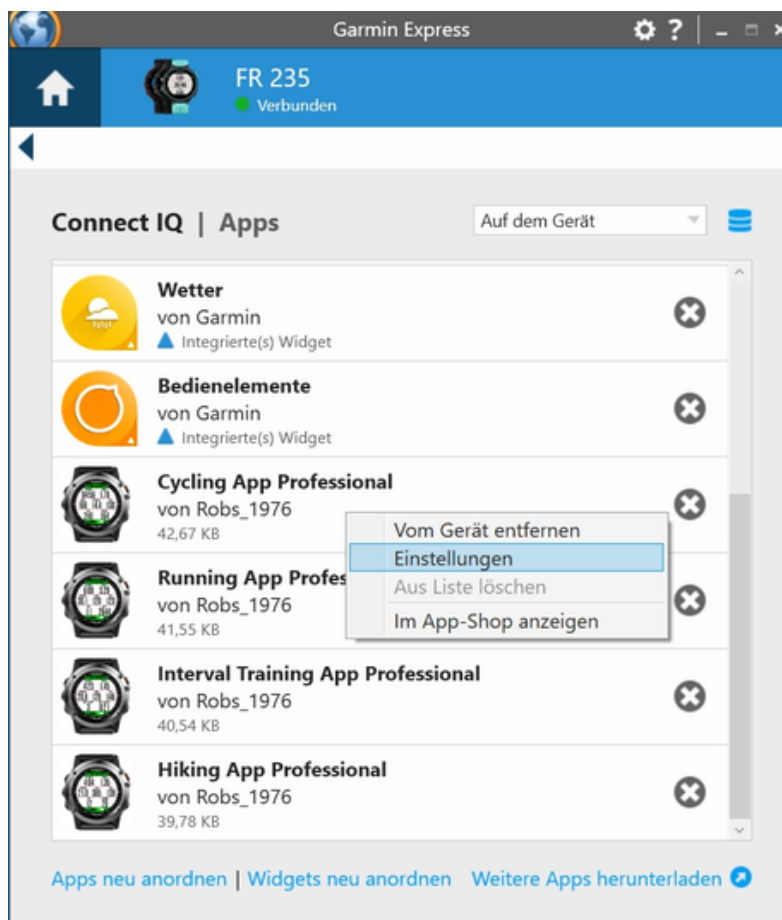 Garmin Express
FR 235
Verbunden
Connect IQ | Apps
Auf dem Gerät
Wetter
von Garmin
Integrierte(s) Widget
Bedienelemente
von Garmin
Integrierte(s) Widget
Cycling App Professional
von Robs_1976
42,67 KB
Vom Gerät entfernen
Einstellungen
Aus Liste löschen
Im App-Shop anzeigen
Running App Profes
von Robs_1976
41,55 KB
Interval Training App Professional
von Robs_1976
40,54 KB
Hiking App Professional
von Robs_1976
39,78 KB
Apps neu anordnen | Widgets neu anordnen Weitere Apps herunterladen